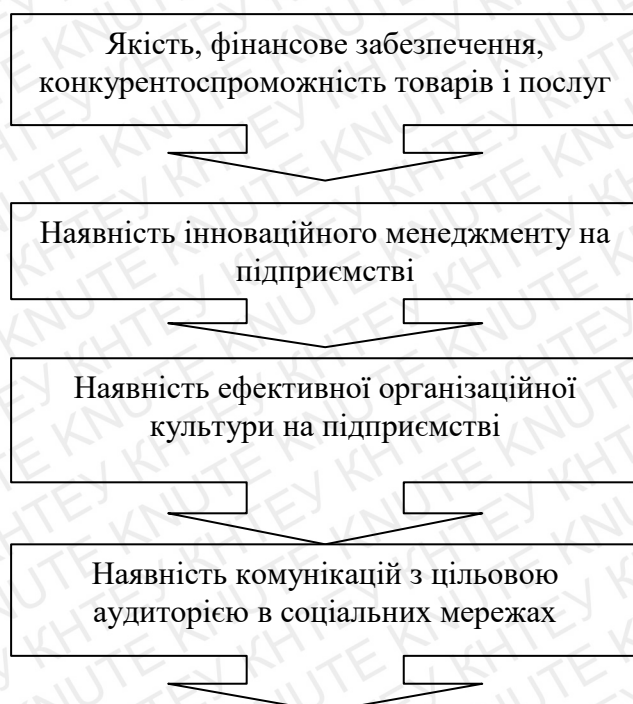 Якість, фінансове забезпечення,
конкурентоспроможність товарів і послуг
Наявність інноваційного менеджменту на
підприємстві
Наявність ефективної організаційної
культури на підприємстві
Наявність комунікацій з цільовою
аудиторією в соціальних мережах